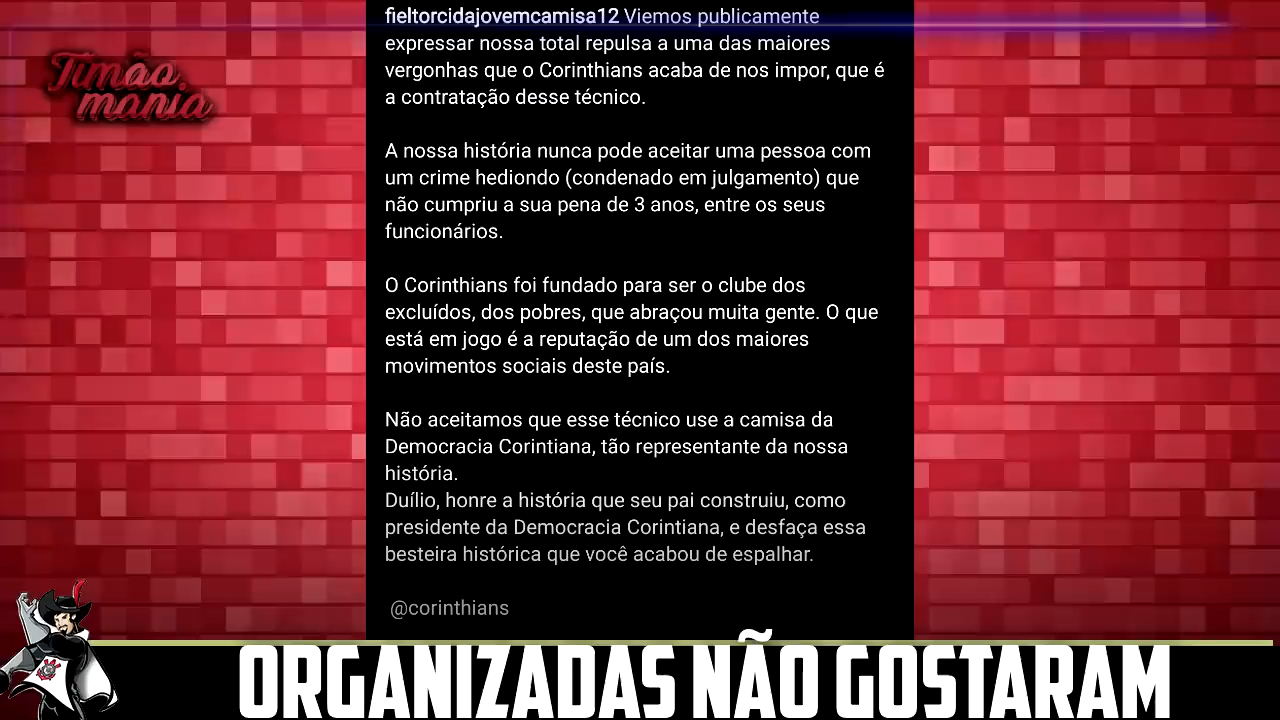 fieltorcidajovemcamisa12 Viemos publicamente
expressar nossa total repulsa a uma das maiores
vergonhas que o Corinthians acaba de nos impor, que é
a contratação desse técnico.
A nossa história nunca pode aceitar uma pessoa com
um crime hediondo (condenado em julgamento) que
não cumpriu a sua pena de 3 anos, entre os seus
funcionários.
O Corinthians foi fundado para ser o clube dos
excluídos, dos pobres, que abraçou muita gente. O que
está em jogo é a reputação de um dos maiores
movimentos sociais deste país.
Não aceitamos que esse técnico use a camisa da
Democracia Corintiana, tão representante da nossa
história.
Duílio, honre a história que seu pai construiu, como
presidente da Democracia Corintiana, e desfaça essa
besteira histórica que você acabou de espalhar.
@corinthians
Timão
mania
ORGANIZADAS NÃO GOSTARAM